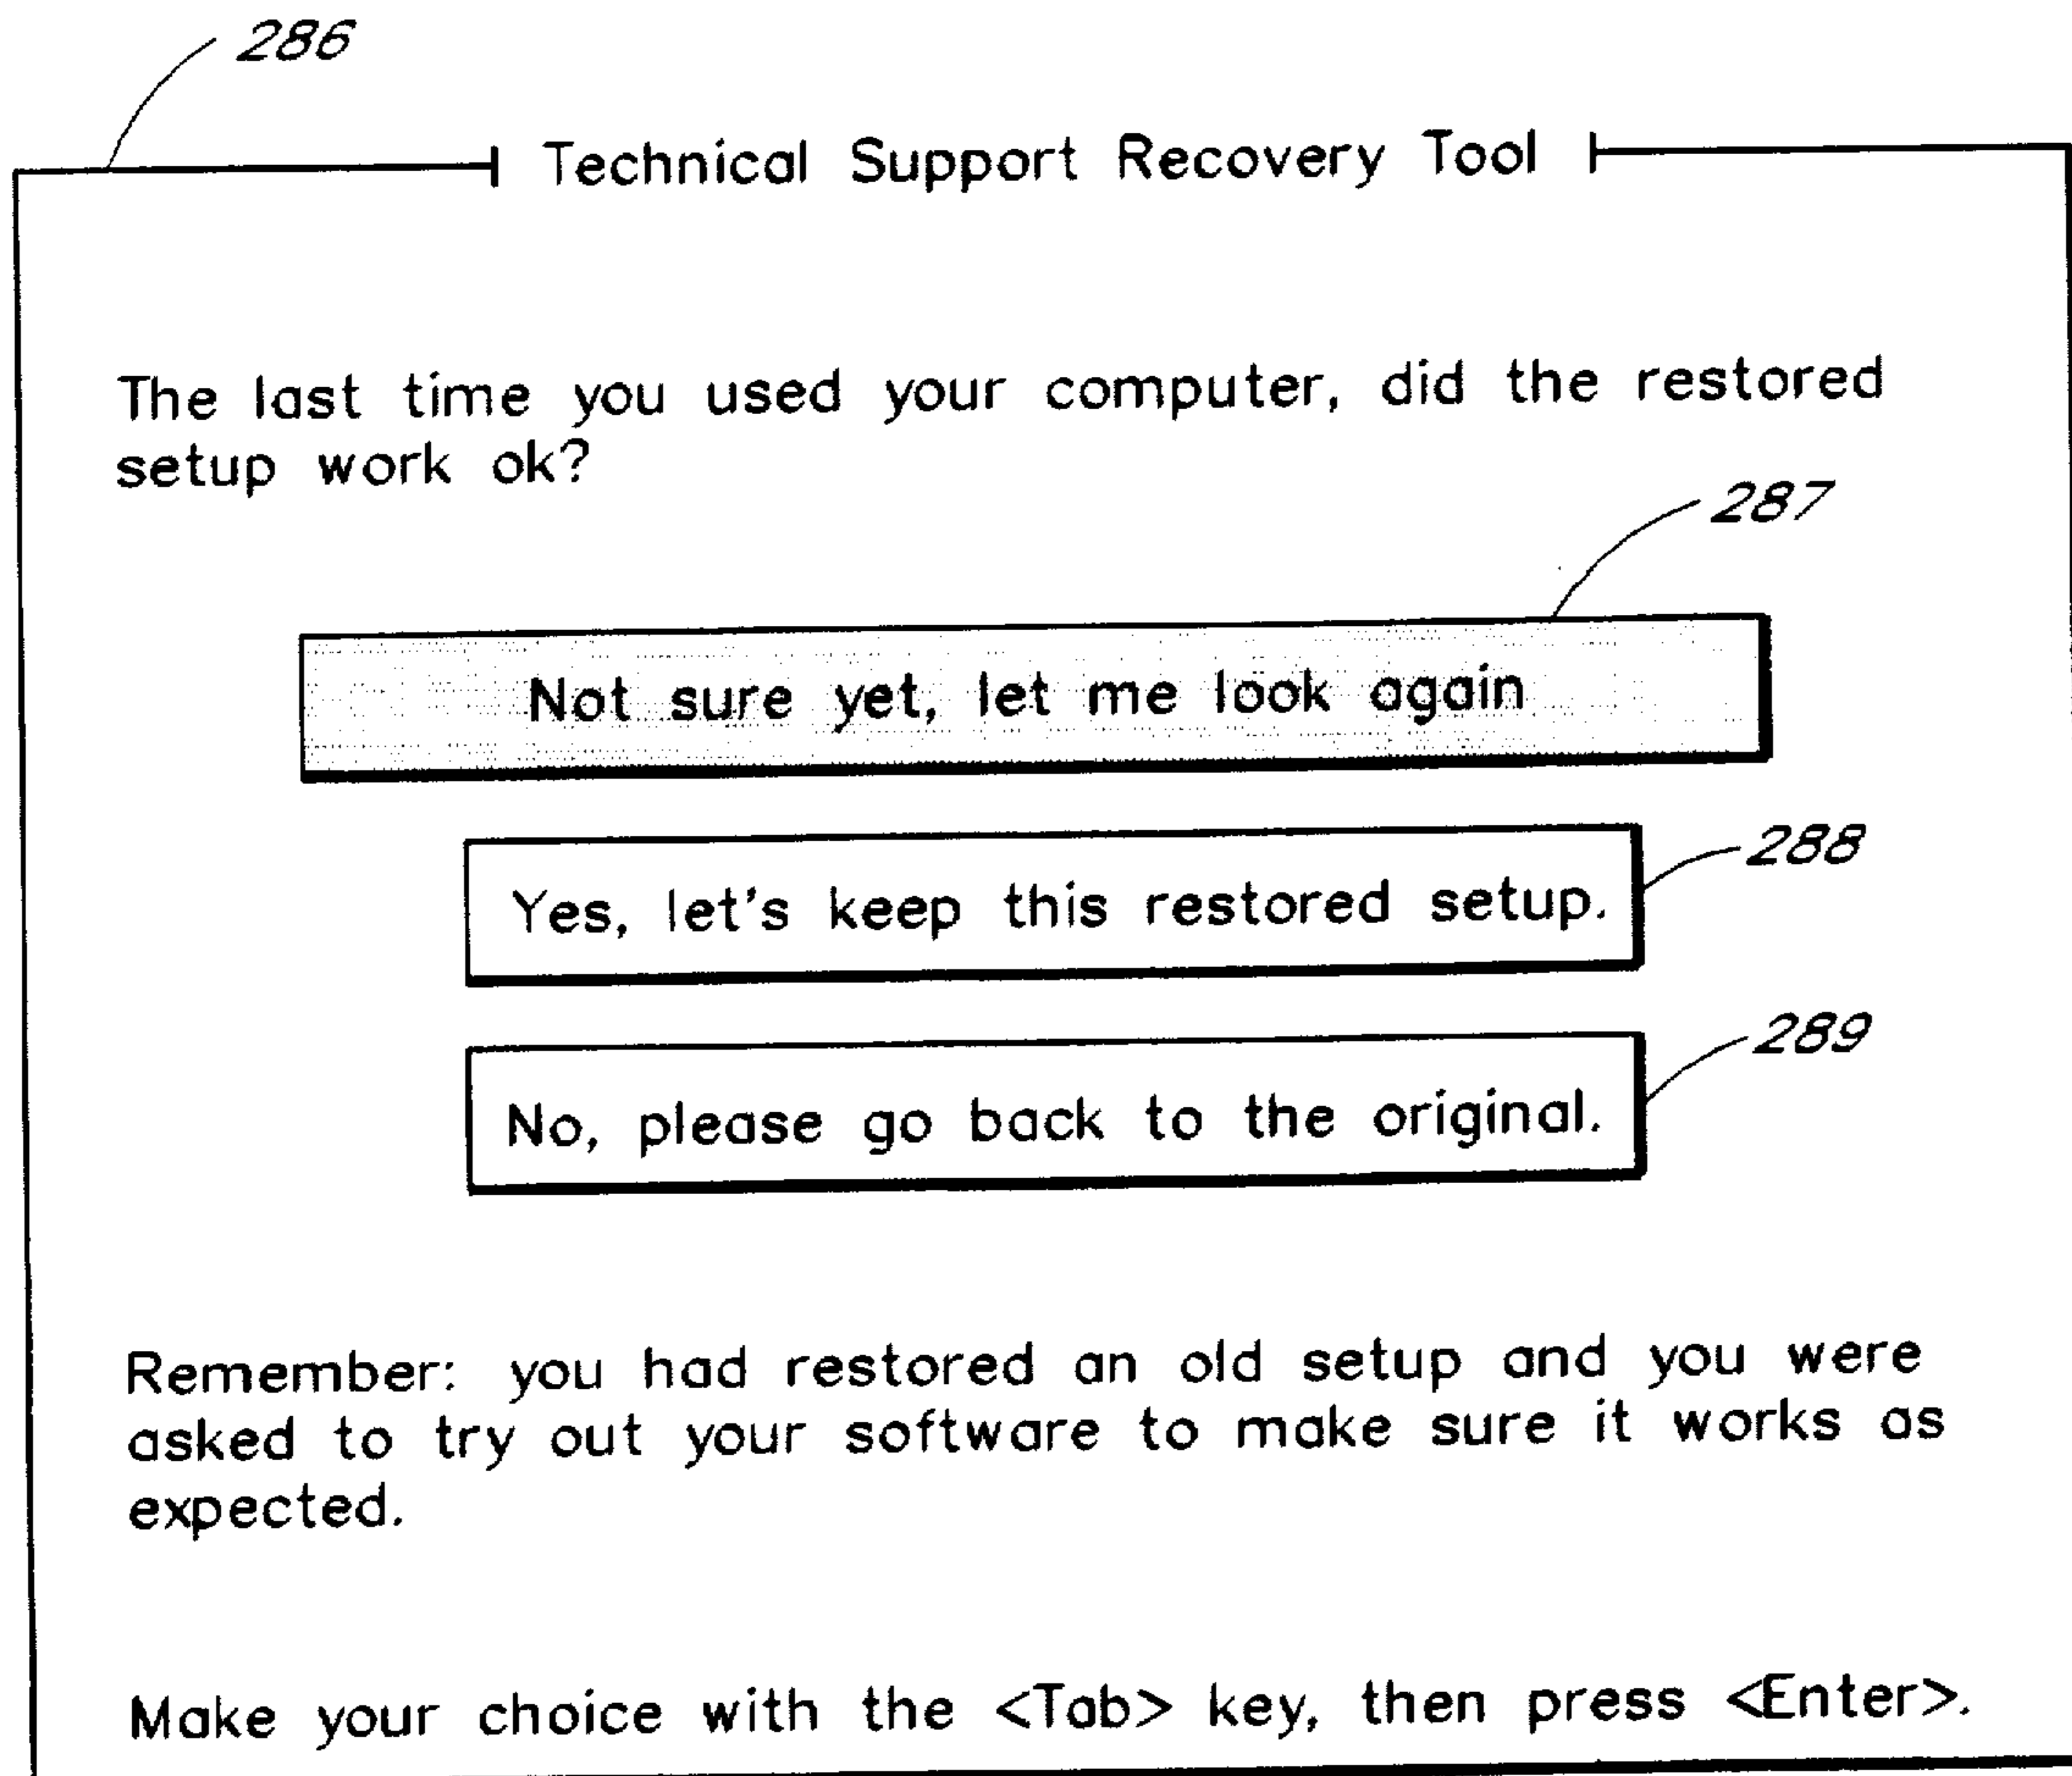 286
Technical Support Recovery Tool
The last time you used your computer, did the restored
setup work ok?
287
Not sure yet, let me look again
288
Yes, let's keep this restored setup.
289
No, please go back to the original.
Remember: you had restored an old setup and you were
asked to try out your software to make sure it works as
expected.
Make your choice with the <Tab> key, then press <Enter>.